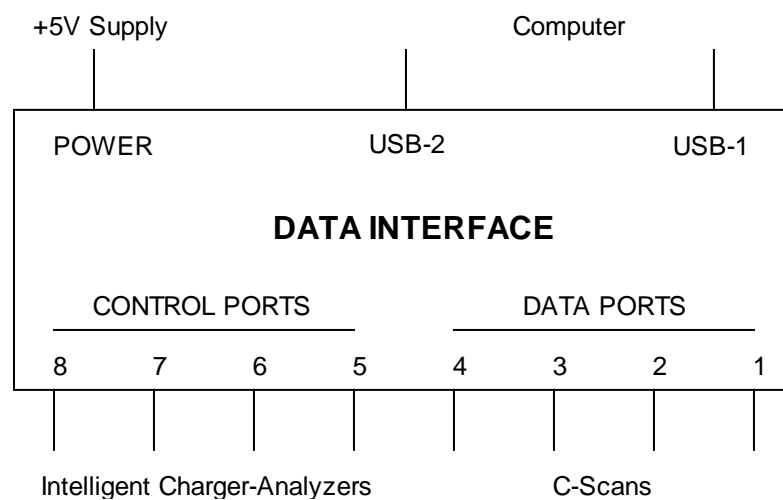 +5V Supply Computer
POWER USB-2 USB-1
DATA INTERFACE
CONTROL PORTS DATA PORTS
8 7 6 5 4 3 2 1
Intelligent Charger-Analyzers C-Scans